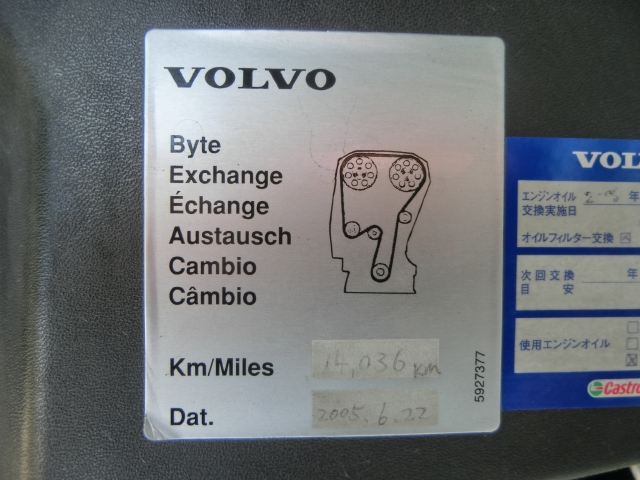 VOLVO
Byte
Exchange
Échange
Austausch
Cambio
Câmbio
Km/Miles 14,036 Km
Dat. 2005.6.22
5927377
VOL
エンジンオイル 年
交換実施日
オイルフィルター交換
次回交換 年
目安
使用エンジンオイル
Castro